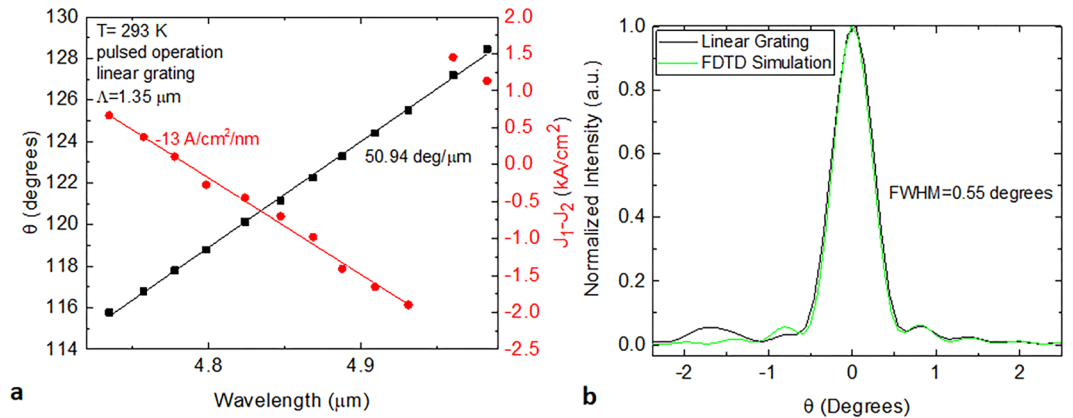 T= 293 K
pulsed operation
linear grating
Λ=1.35 μm
-13 A/cm²/nm
50.94 deg/μm
130
128
126
124
122
120
118
116
114
θ (degrees)
2.0
1.5
1.0
0.5
0.0
-0.5
-1.0
-1.5
-2.0
-2.5
J₁-J₂ (kA/cm²)
4.8
4.9
Wavelength (μm)
a
Linear Grating
FDTD Simulation
FWHM=0.55 degrees
1.0
0.8
0.6
0.4
0.2
0.0
Normalized Intensity (a.u.)
-2
-1
0
1
2
θ (Degrees)
b